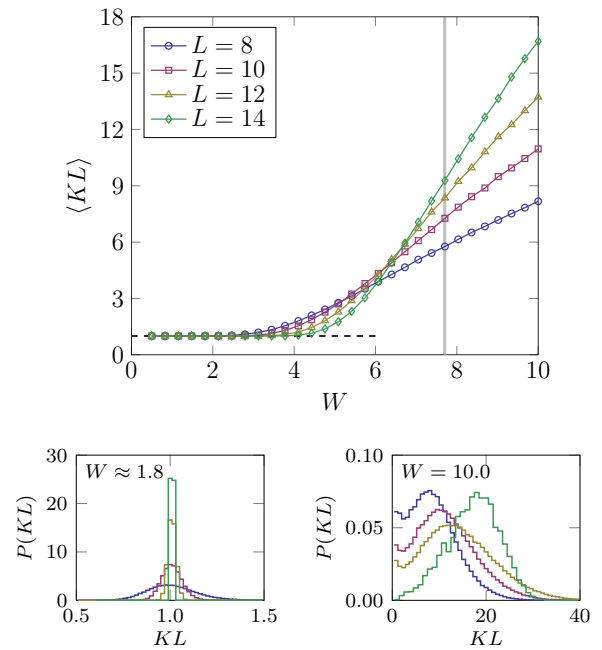 18
15
12
9
6
3
0
⟨KL⟩
L = 8
L = 10
L = 12
L = 14
0 2 4 6 8 10
W
30
20
10
0
P(KL)
W ≈ 1.8
0.5 1.0 1.5
KL
0.10
0.05
0.00
P(KL)
W = 10.0
0 20 40
KL